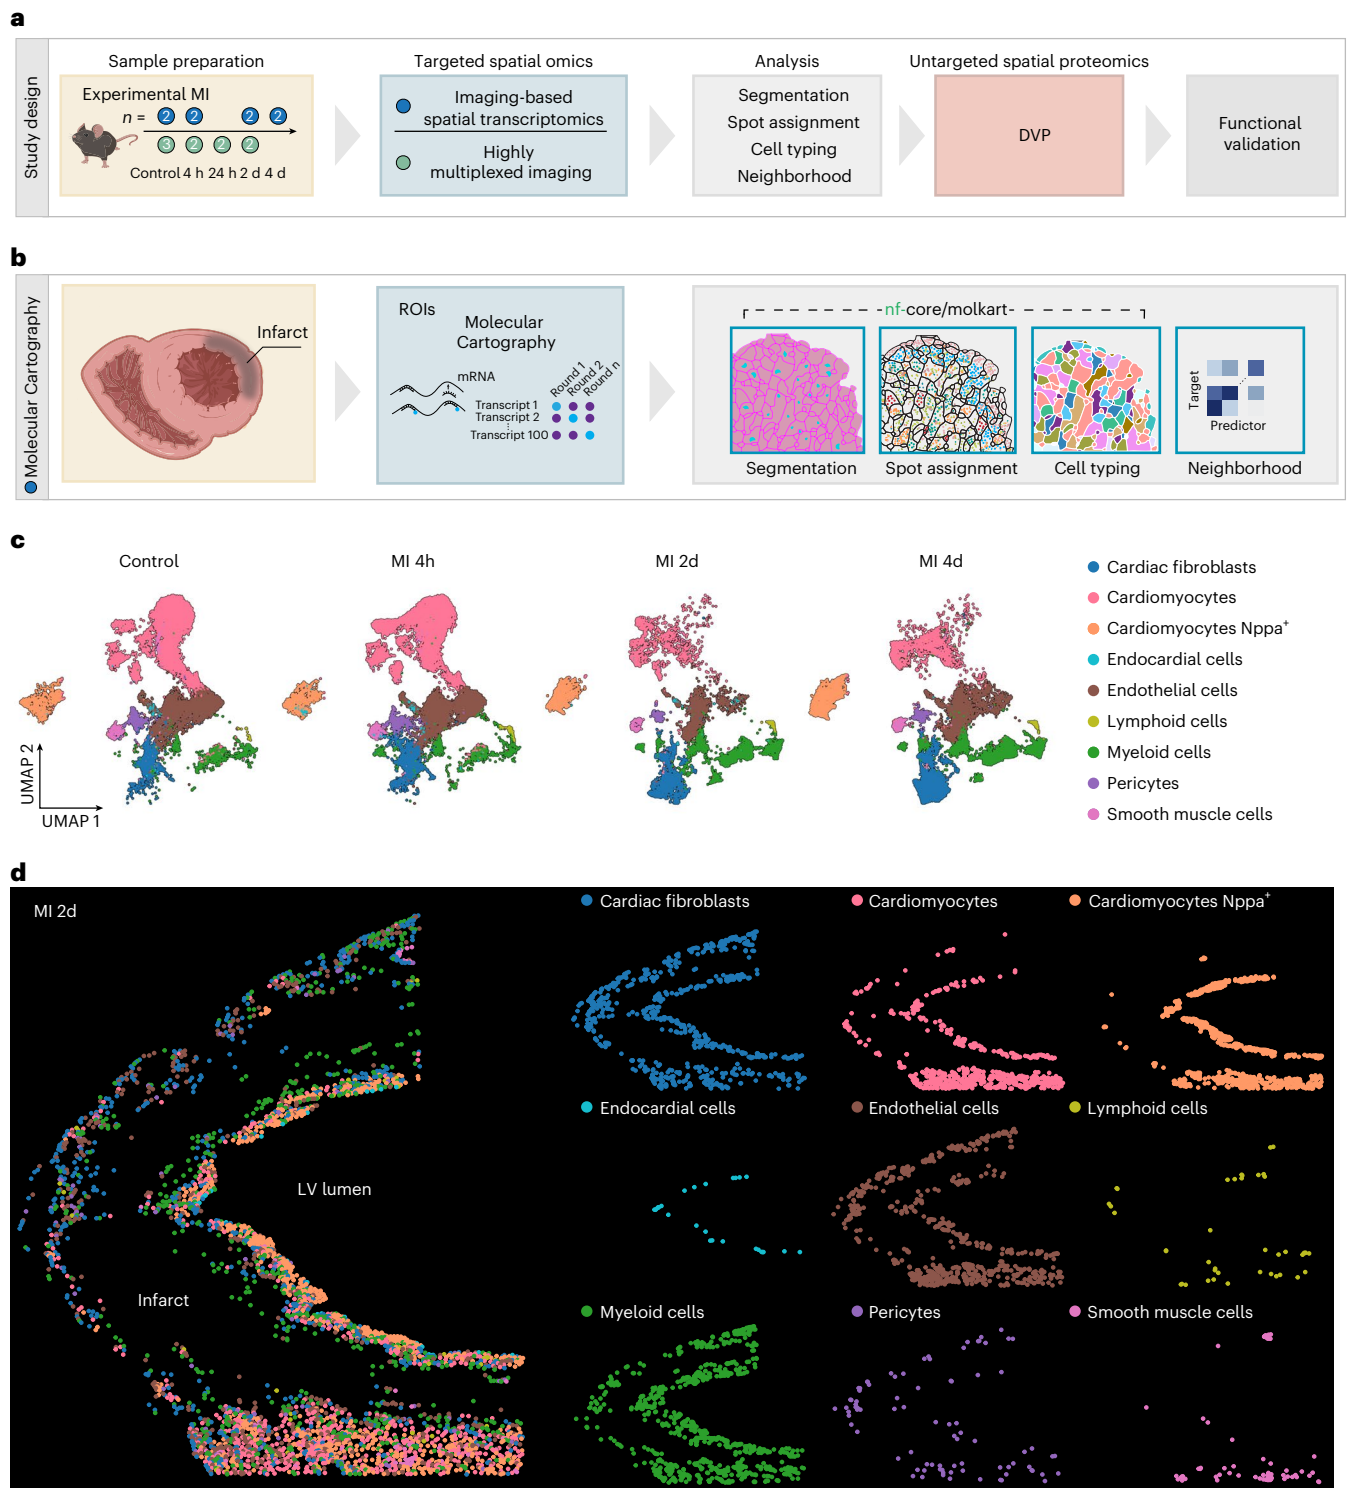 a
Study design
Sample preparation
Targeted spatial omics
Analysis
Untargeted spatial proteomics
Experimental MI
n =
2 2 2 2
3 2 2 2
Control 4 h 24 h 2 d 4 d
Imaging-based
spatial transcriptomics
Highly
multiplexed imaging
Segmentation
Spot assignment
Cell typing
Neighborhood
DVP
Functional
validation
b
Molecular Cartography
Infarct
ROIs
Molecular
Cartography
mRNA
Round 1
Round 2
Round n
Transcript 1
Transcript 2
Transcript 100
nf-core/molkart
Segmentation
Spot assignment
Cell typing
Target
Predictor
Neighborhood
c
Control
MI 4h
MI 2d
MI 4d
UMAP 2
UMAP 1
Cardiac fibroblasts
Cardiomyocytes
Cardiomyocytes Nppa+
Endocardial cells
Endothelial cells
Lymphoid cells
Myeloid cells
Pericytes
Smooth muscle cells
d
MI 2d
LV lumen
Infarct
Cardiac fibroblasts
Cardiomyocytes
Cardiomyocytes Nppa+
Endocardial cells
Endothelial cells
Lymphoid cells
Myeloid cells
Pericytes
Smooth muscle cells